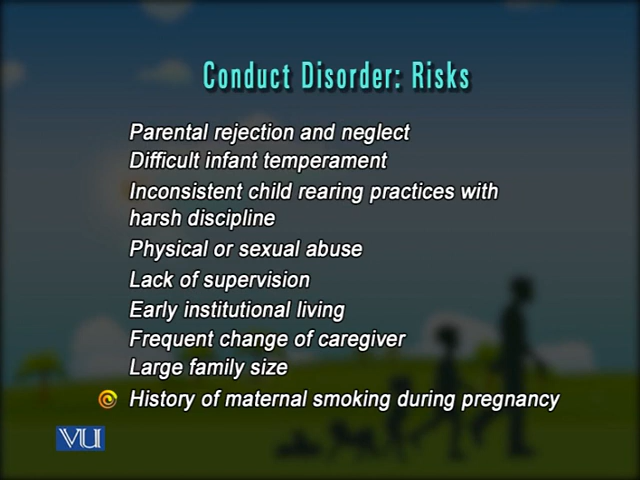 Conduct Disorder: Risks
Parental rejection and neglect
Difficult infant temperament
Inconsistent child rearing practices with
harsh discipline
Physical or sexual abuse
Lack of supervision
Early institutional living
Frequent change of caregiver
Large family size
History of maternal smoking during pregnancy
VU